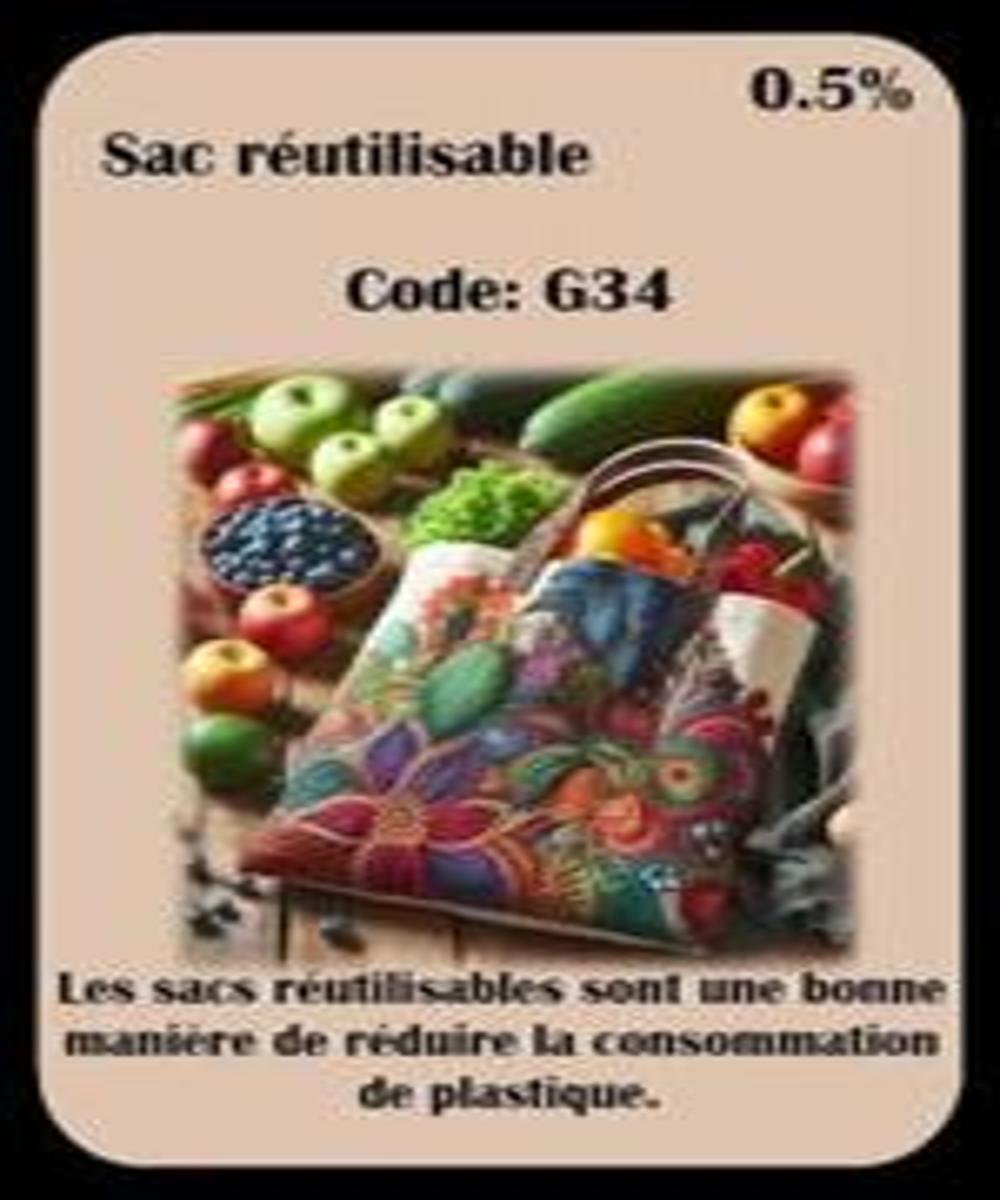 0.5%
Sac réutilisable
Code: G34
Les sacs réutilisables sont une bonne
manière de réduire la consommation
de plastique.